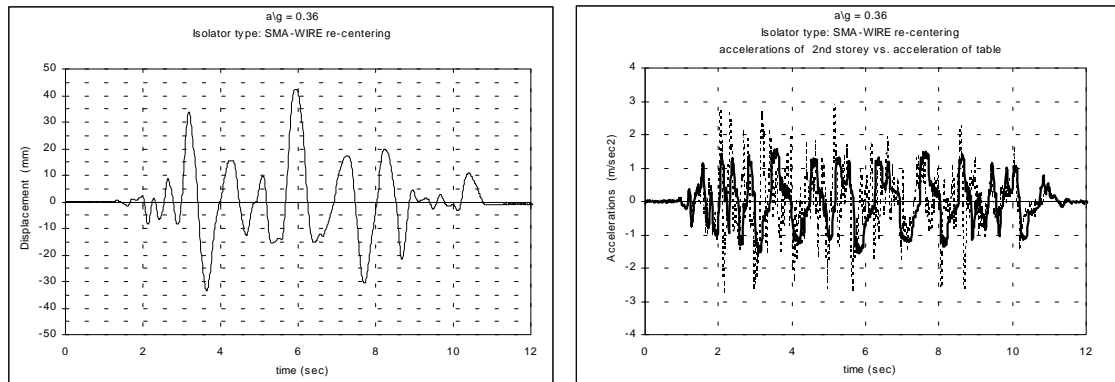 a\g = 0.36
Isolator type: SMA-WIRE re-centering
50
40
30
20
10
0
-10
-20
-30
-40
-50
Displacement (mm)
0 2 4 6 8 10 12
time (sec)
a\g = 0.36
Isolator type: SMA-WIRE re-centering
accelerations of 2nd storey vs. acceleration of table
4
3
2
1
0
-1
-2
-3
-4
Accelerations (m/sec2)
0 2 4 6 8 10 12
time (sec)